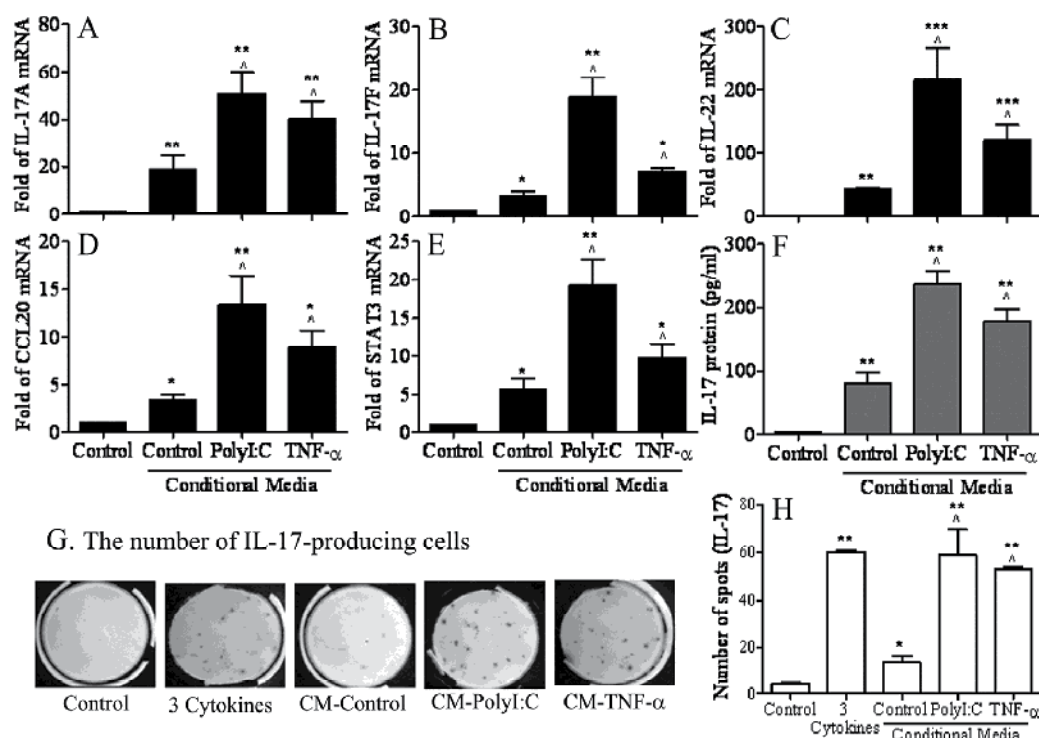 A
Fold of IL-17A mRNA
80
60
40
20
0
**
** ^
** ^
B
Fold of IL-17F mRNA
30
20
10
0
*
** ^
* ^
C
Fold of IL-22 mRNA
300
200
100
0
**
*** ^
*** ^
D
Fold of CCL20 mRNA
20
15
10
5
0
*
** ^
* ^
Control Control PolyI:C TNF-α
Conditional Media
E
Fold of STAT3 mRNA
25
20
15
10
5
0
*
** ^
* ^
Control Control PolyI:C TNF-α
Conditional Media
F
IL-17 protein (pg/ml)
300
200
100
0
**
** ^
** ^
Control Control PolyI:C TNF-α
Conditional Media
G. The number of IL-17-producing cells
Control 3 Cytokines CM-Control CM-PolyI:C CM-TNF-α
H
Number of spots (IL-17)
80
60
40
20
0
**
*
** ^
** ^
Control 3 Control PolyI:C TNF-α
Cytokines Conditional Media